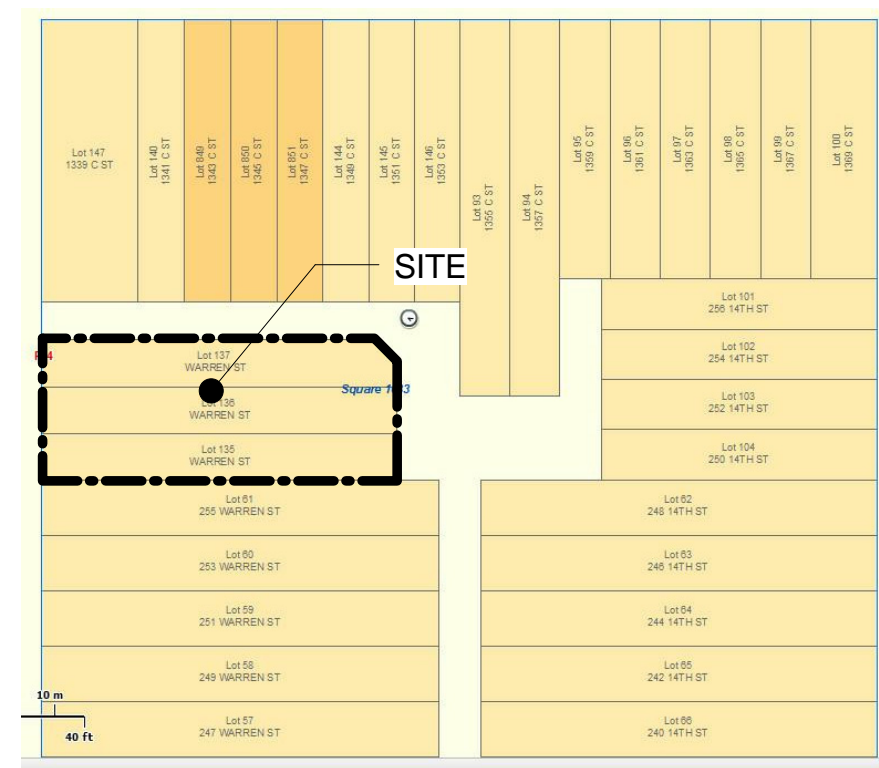 Lot 147
1339 C ST
Lot 140
1341 C ST
Lot 849
1343 C ST
Lot 850
1345 C ST
Lot 851
1347 C ST
Lot 144
1349 C ST
Lot 145
1351 C ST
Lot 146
1353 C ST
Lot 93
1355 C ST
Lot 94
1357 C ST
Lot 95
1359 C ST
Lot 96
1361 C ST
Lot 97
1363 C ST
Lot 98
1365 C ST
Lot 99
1367 C ST
Lot 100
1369 C ST
SITE
Lot 101
256 14TH ST
Lot 102
254 14TH ST
Lot 103
252 14TH ST
Lot 104
250 14TH ST
Lot 137
WARREN ST
Square
Lot 136
WARREN ST
Lot 135
WARREN ST
Lot 61
255 WARREN ST
Lot 62
248 14TH ST
Lot 60
253 WARREN ST
Lot 63
246 14TH ST
Lot 59
251 WARREN ST
Lot 64
244 14TH ST
Lot 58
249 WARREN ST
Lot 65
242 14TH ST
10 m
40 ft
Lot 57
247 WARREN ST
Lot 66
240 14TH ST